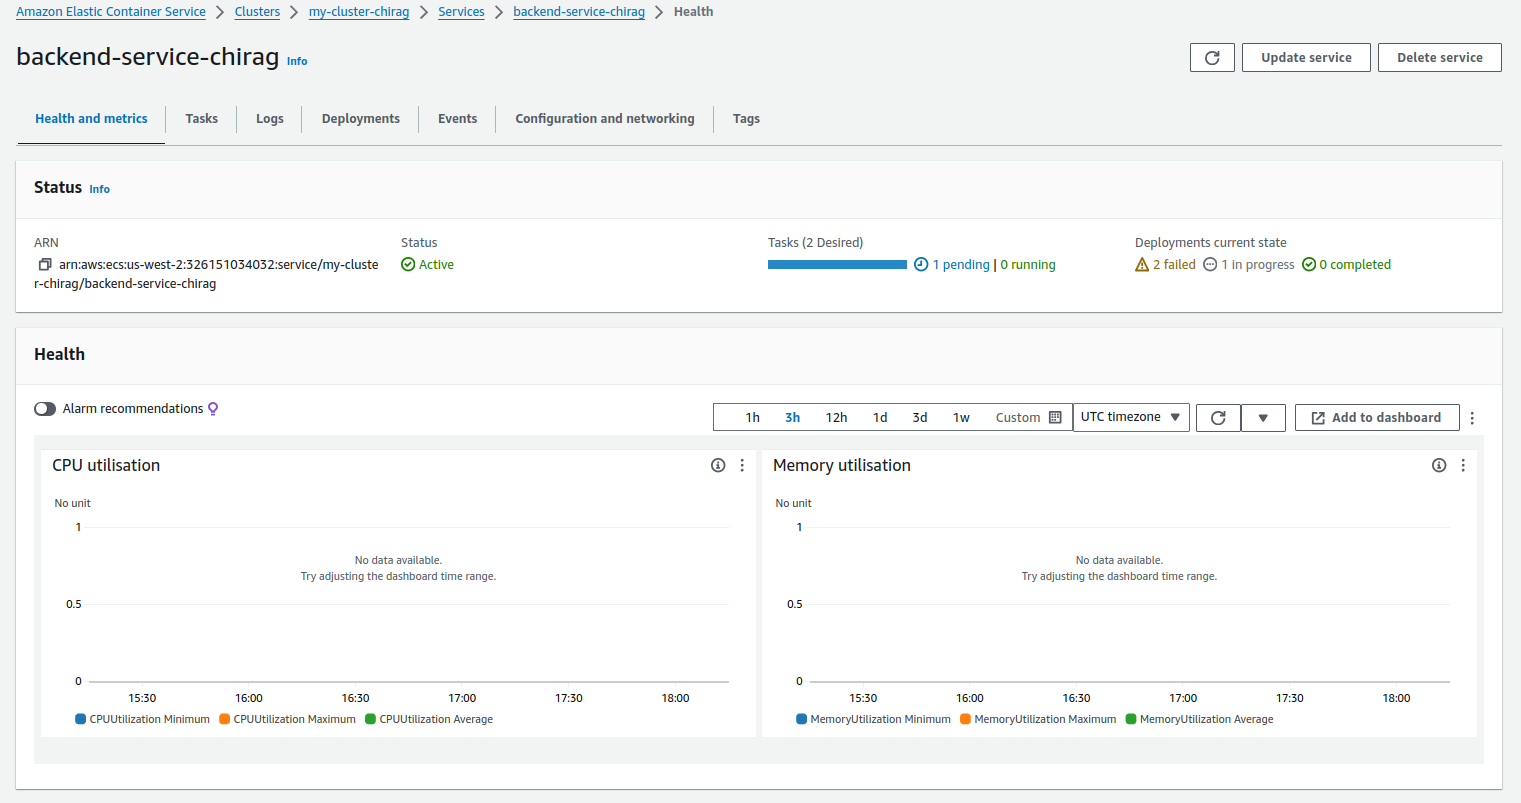 Amazon Elastic Container Service > Clusters > my-cluster-chirag > Services > backend-service-chirag > Health
backend-service-chirag Info
Update service Delete service
Health and metrics Tasks Logs Deployments Events Configuration and networking Tags
Status Info
ARN
arn:aws:ecs:us-west-2:326151034032:service/my-cluste
r-chirag/backend-service-chirag
Status
Active
Tasks (2 Desired)
1 pending | 0 running
Deployments current state
2 failed 1 in progress 0 completed
Health
Alarm recommendations
1h 3h 12h 1d 3d 1w Custom UTC timezone Add to dashboard
CPU utilisation
No unit
1
No data available.
Try adjusting the dashboard time range.
0.5
0
15:30 16:00 16:30 17:00 17:30 18:00
CPUUtilization Minimum CPUUtilization Maximum CPUUtilization Average
Memory utilisation
No unit
1
No data available.
Try adjusting the dashboard time range.
0.5
0
15:30 16:00 16:30 17:00 17:30 18:00
MemoryUtilization Minimum MemoryUtilization Maximum MemoryUtilization Average